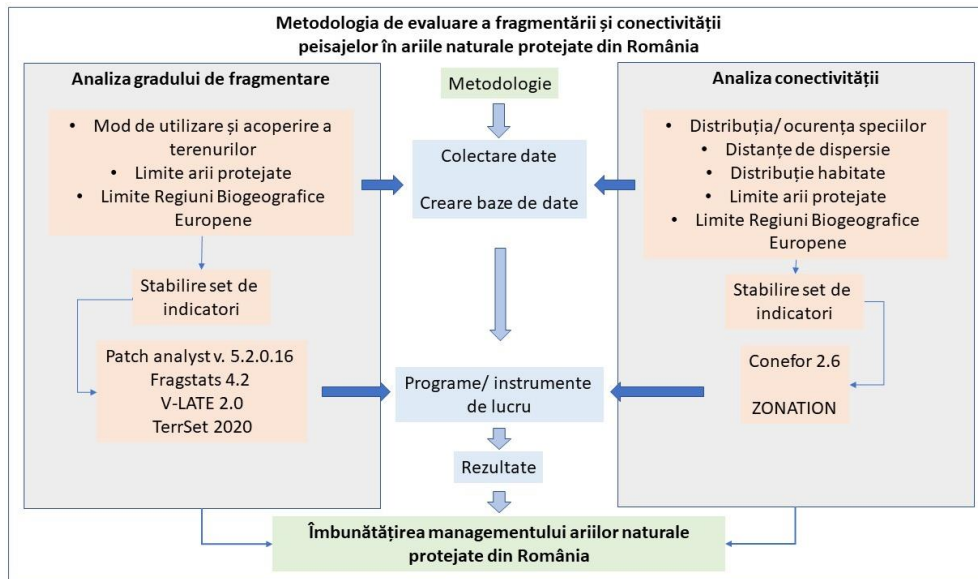 Metodologia de evaluare a fragmentării și conectivității
peisajelor în ariile naturale protejate din România
Analiza gradului de fragmentare
• Mod de utilizare și acoperire a
terenurilor
• Limite arii protejate
• Limite Regiuni Biogeografice
Europene
Stabilire set de
indicatori
Patch analyst v. 5.2.0.16
Fragstats 4.2
V-LATE 2.0
TerrSet 2020
Metodologie
Colectare date
Creare baze de date
Programe/ instrumente
de lucru
Rezultate
Analiza conectivității
• Distribuția/ ocurența speciilor
• Distanțe de dispersie
• Distribuție habitate
• Limite arii protejate
• Limite Regiuni Biogeografice
Europene
Stabilire set de
indicatori
Conefor 2.6
ZONATION
Îmbunătățirea managementului ariilor naturale
protejate din România